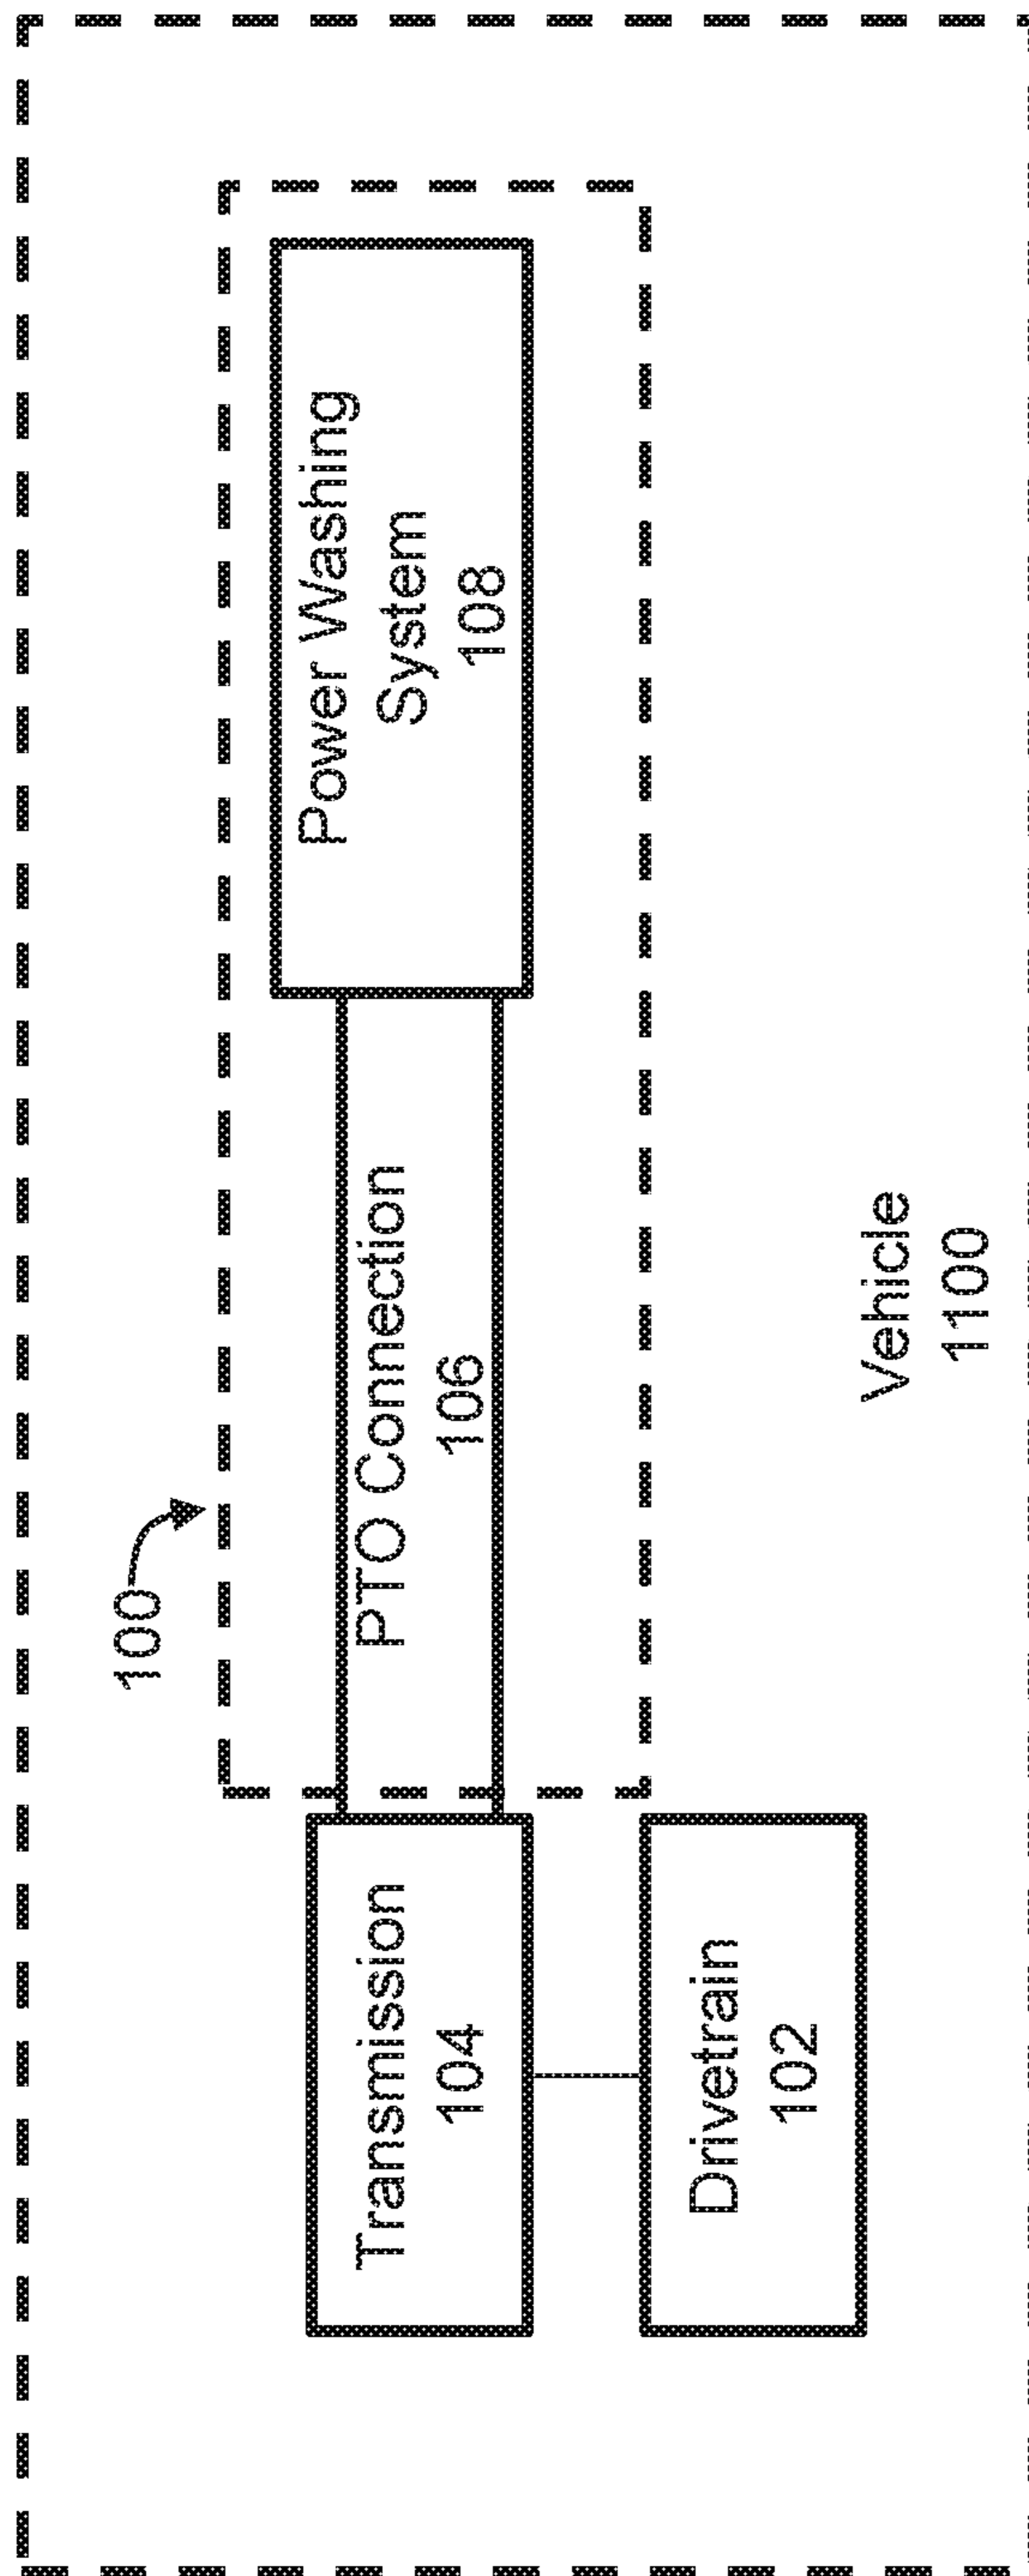 100
Transmission
104
PTO Connection
106
Power Washing
System
108
Drivetrain
102
Vehicle
1100